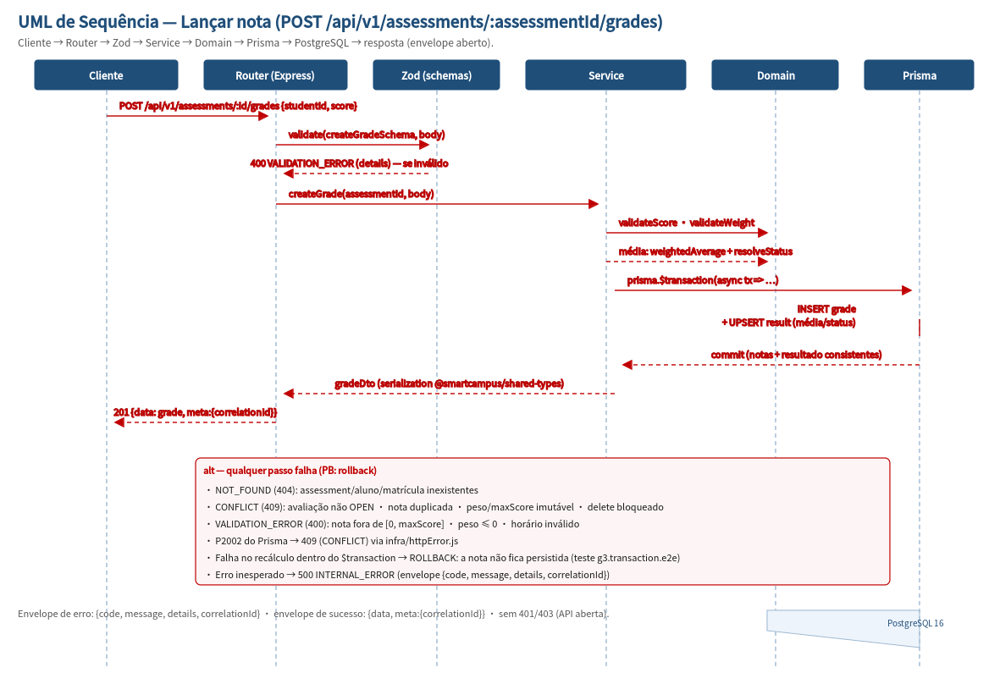 UML de Sequência — Lançar nota (POST /api/v1/assessments/:assessmentId/grades)
Cliente → Router → Zod → Service → Domain → Prisma → PostgreSQL → resposta (envelope aberto).
Cliente
Router (Express)
Zod (schemas)
Service
Domain
Prisma
POST /api/v1/assessments/:id/grades {studentId, score}
validate(createGradeSchema, body)
400 VALIDATION_ERROR (details) — se inválido
createGrade(assessmentId, body)
validateScore · validateWeight
média: weightedAverage + resolveStatus
prisma.$transaction(async tx => …)
INSERT grade
+ UPSERT result (média/status)
commit (notas + resultado consistentes)
gradeDto (serialization @smartcampus/shared-types)
201 {data: grade, meta:{correlationId}}
alt — qualquer passo falha (PB: rollback)
· NOT_FOUND (404): assessment/aluno/matrícula inexistentes
· CONFLICT (409): avaliação não OPEN · nota duplicada · peso/maxScore imutável · delete bloqueado
· VALIDATION_ERROR (400): nota fora de [0, maxScore] · peso ≤ 0 · horário inválido
· P2002 do Prisma → 409 (CONFLICT) via infra/httpError.js
· Falha no recálculo dentro do $transaction → ROLLBACK: a nota não fica persistida (teste g3.transaction.e2e)
· Erro inesperado → 500 INTERNAL_ERROR (envelope {code, message, details, correlationId})
Envelope de erro: {code, message, details, correlationId} · envelope de sucesso: {data, meta:{correlationId}} · sem 401/403 (API aberta).
PostgreSQL 16